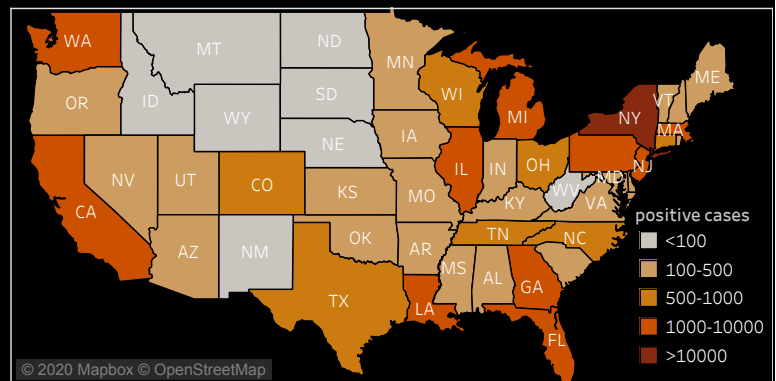 WA
MT
ND
MN
OR
ID
SD
WI
MI
ME
VT
NY
MA
WY
NE
IA
IL
IN
OH
NJ
MD
NV
UT
CO
KS
MO
KY
WV
VA
CA
AZ
NM
OK
AR
TN
NC
TX
LA
MS
AL
GA
FL
positive cases
<100
100-500
500-1000
1000-10000
>10000
© 2020 Mapbox © OpenStreetMap